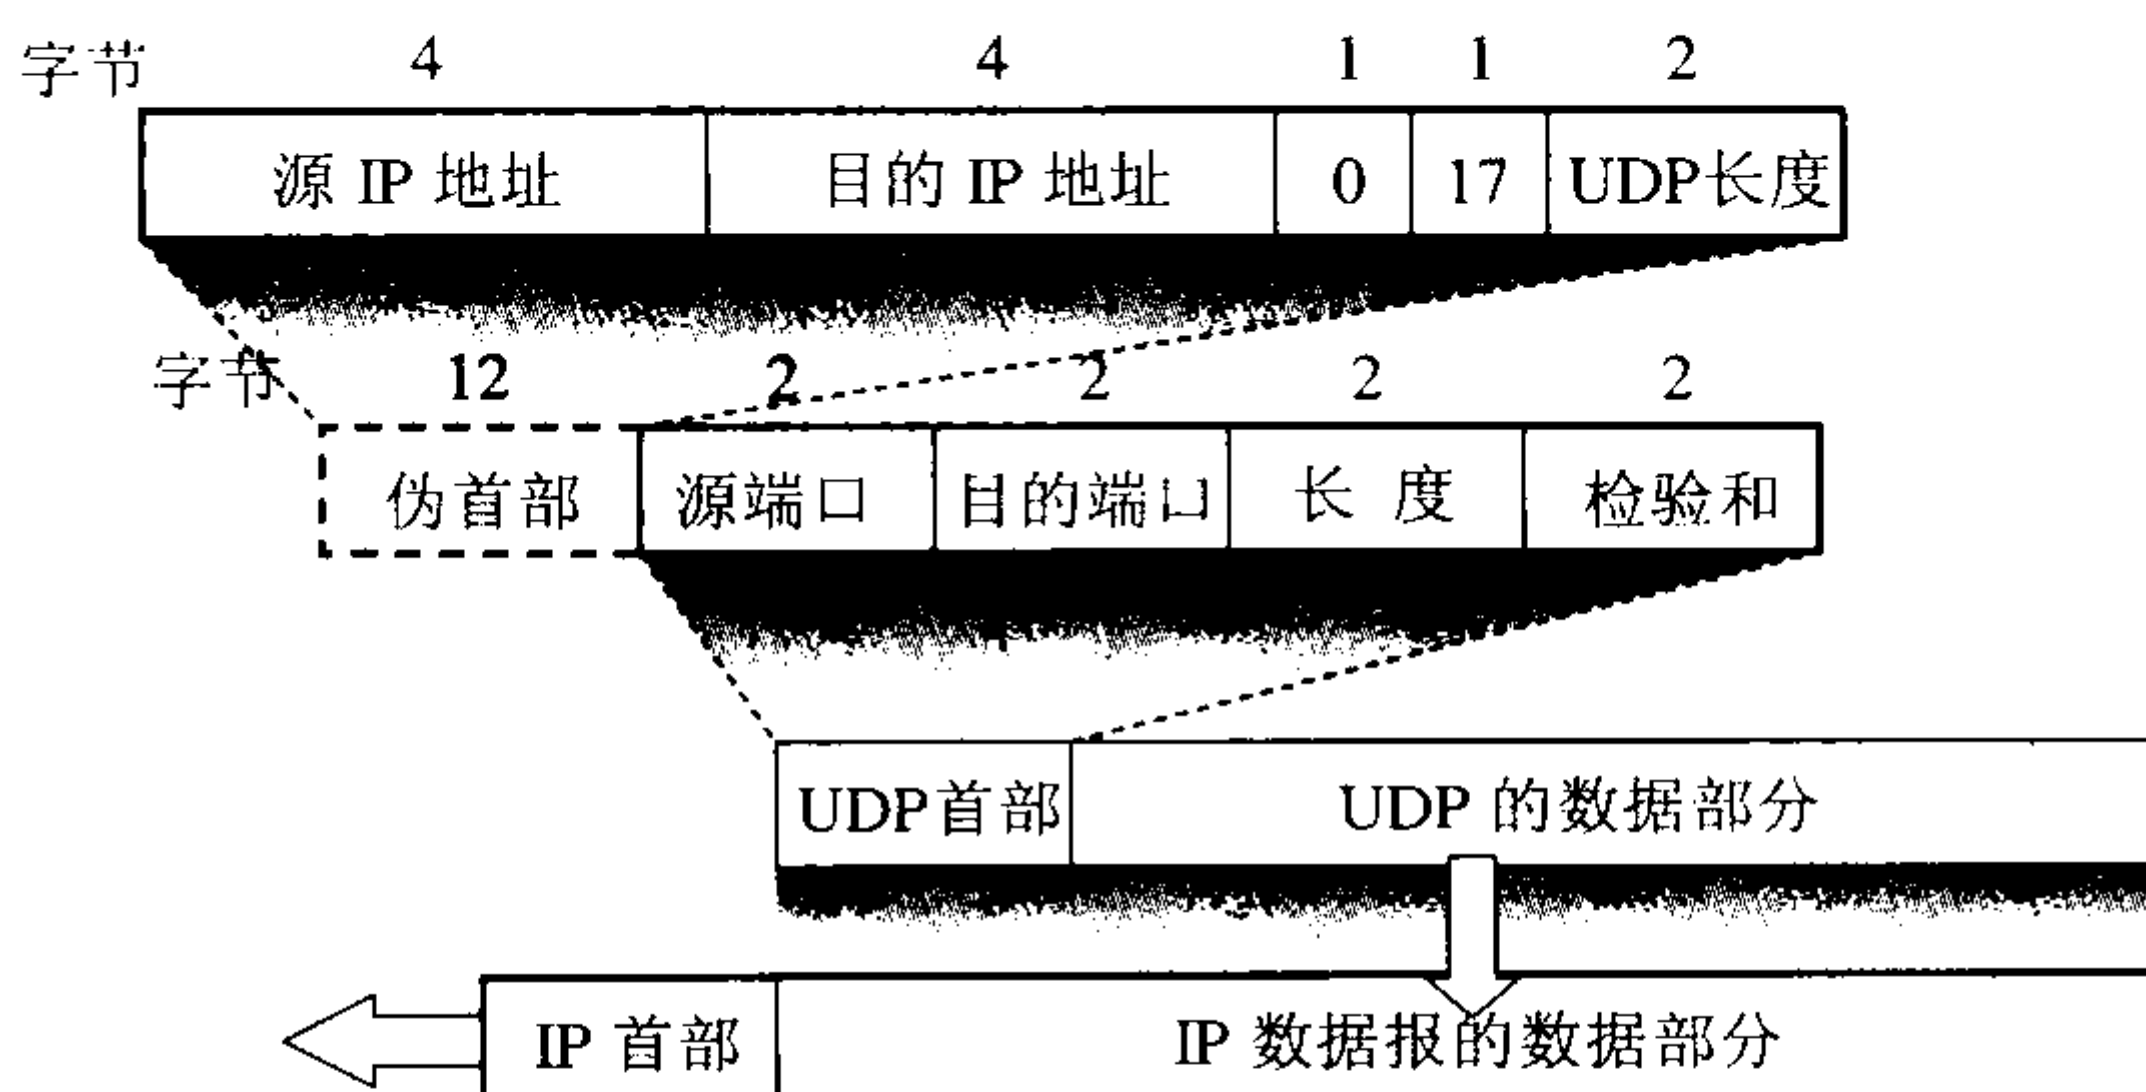 字节 4 4 1 1 2
源 IP 地址 目的 IP 地址 0 17 UDP长度
字节 12 2 2 2 2
伪首部 源端口 目的端口 长 度 检验和
UDP首部 UDP 的数据部分
IP 首部 IP 数据报的数据部分